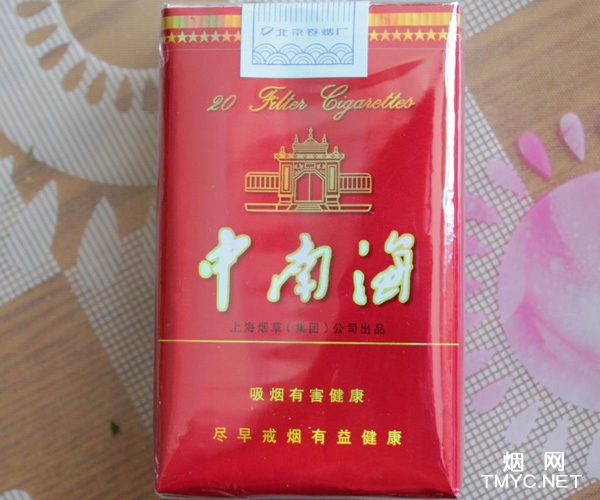 北京卷烟厂
20 Filter Cigarettes
中南海
上海烟草(集团)公司出品
吸烟有害健康
尽早戒烟有益健康
烟网
TMYC.NET